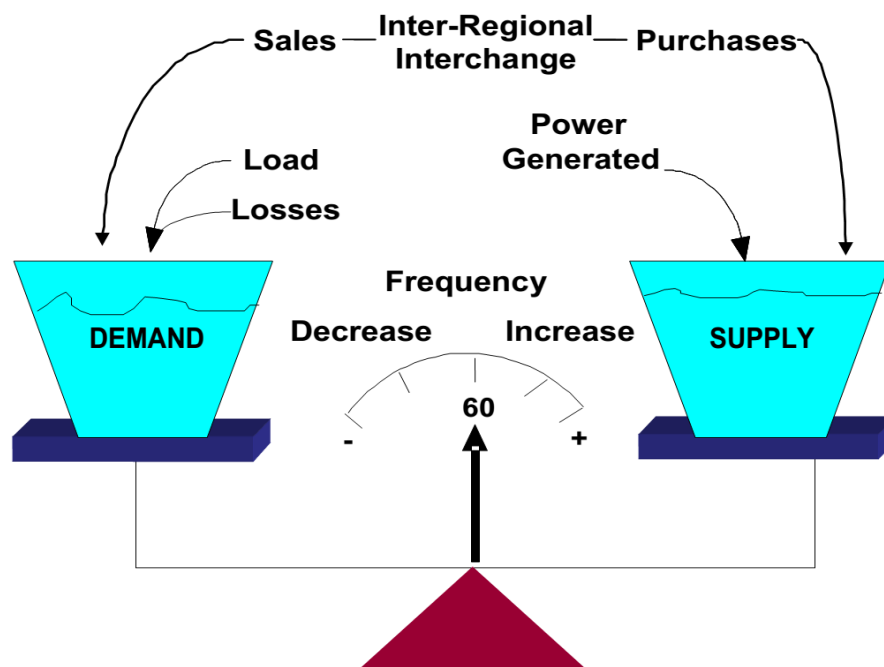 Sales Inter-Regional Interchange Purchases
Power
Generated
Load
Losses
Frequency
Decrease Increase
DEMAND
SUPPLY
60
- +